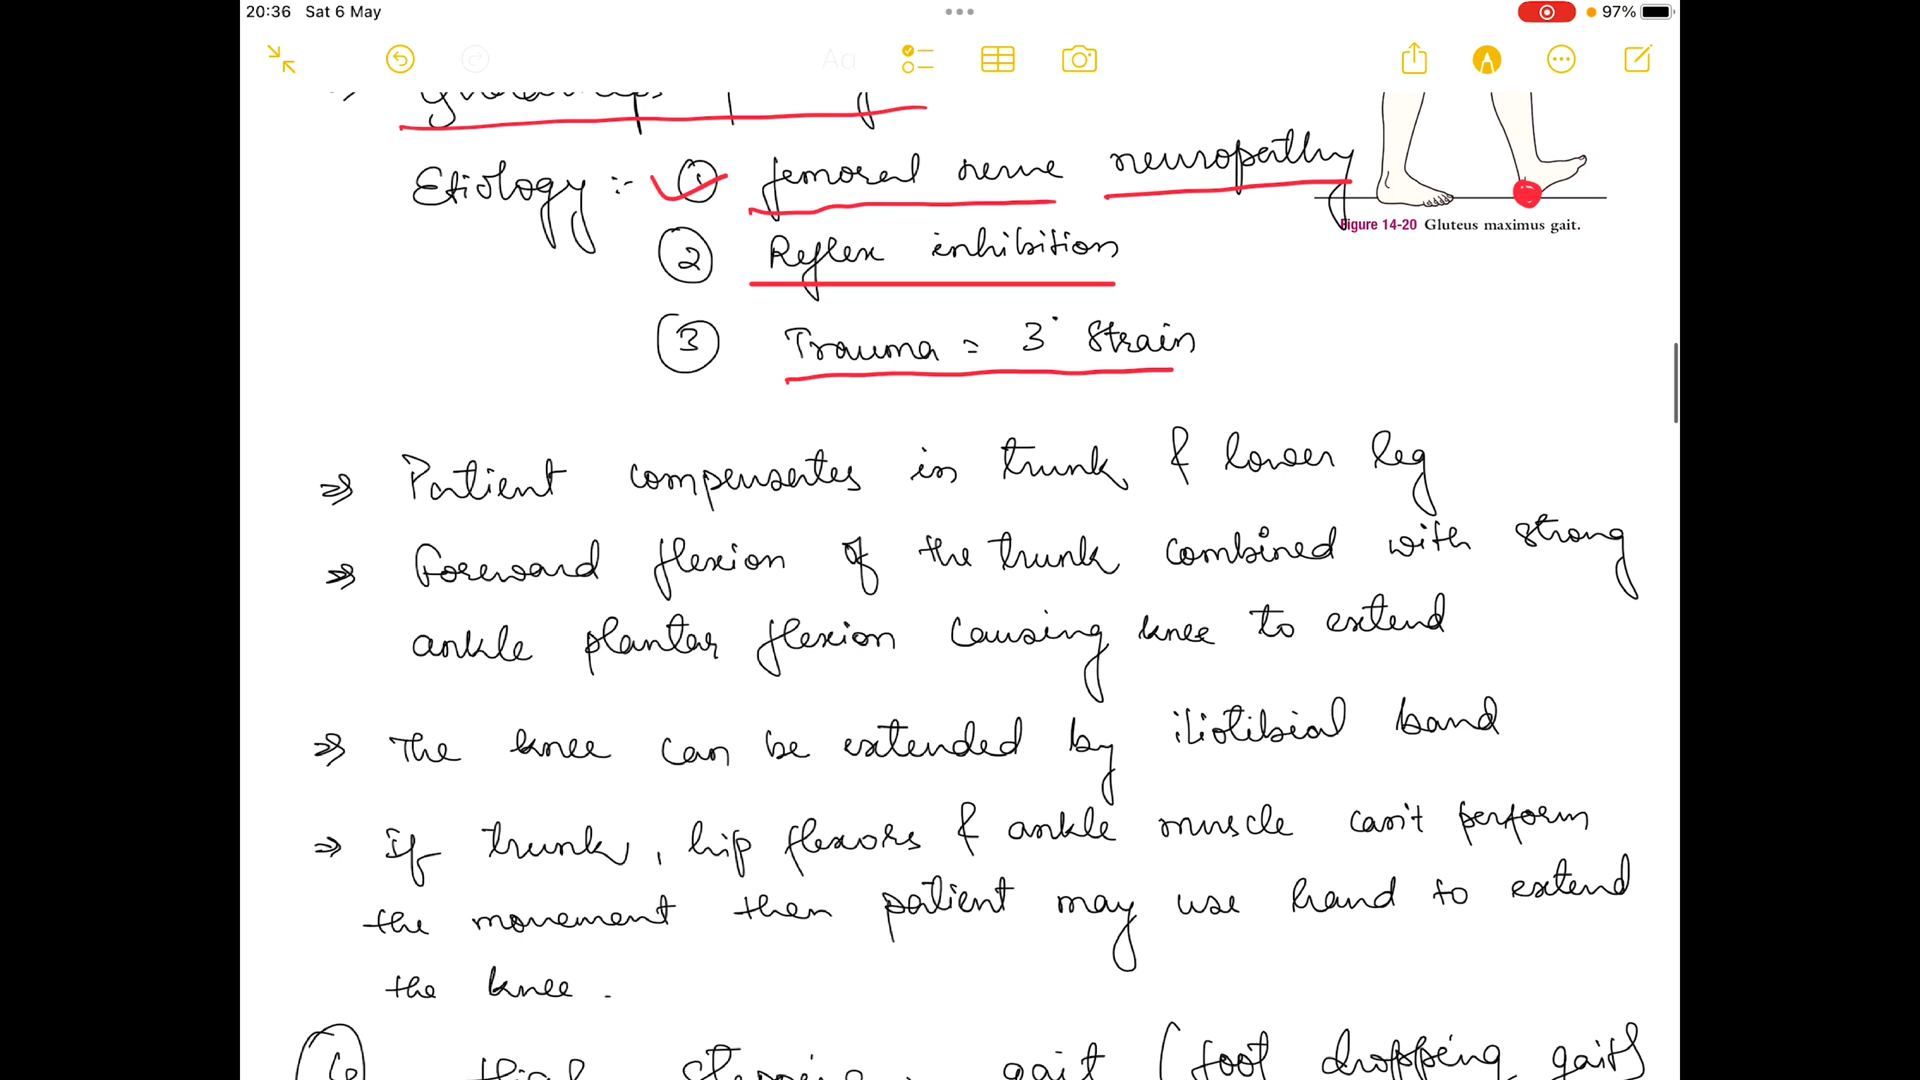 20:36 Sat 6 May
97%
Aa
Etiology :- ① femoral nerve neuropathy
Figure 14-20 Gluteus maximus gait.
② Reflex inhibition
③ Trauma = 3° strain
⇒ Patient compensates in trunk & lower leg
⇒ Foreward flexion of the trunk combined with strong
ankle plantar flexion causing knee to extend
⇒ The knee can be extended by iliotibial band
⇒ If trunk, hip flexors & ankle muscle can't perform
the movement then patient may use hand to extend
the knee.
gait (foot dropping gait)